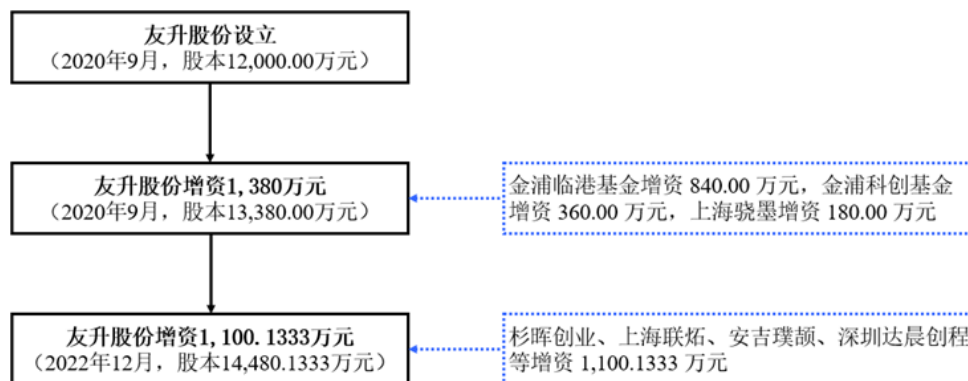 友升股份设立
（2020年9月，股本12,000.00万元）
友升股份增资1,380万元
（2020年9月，股本13,380.00万元）
金浦临港基金增资 840.00 万元，金浦科创基金
增资 360.00 万元，上海骁墨增资 180.00 万元
友升股份增资1,100.1333万元
（2022年12月，股本14,480.1333万元）
杉晖创业、上海联炻、安吉璞颉、深圳达晨创程
等增资 1,100.1333 万元